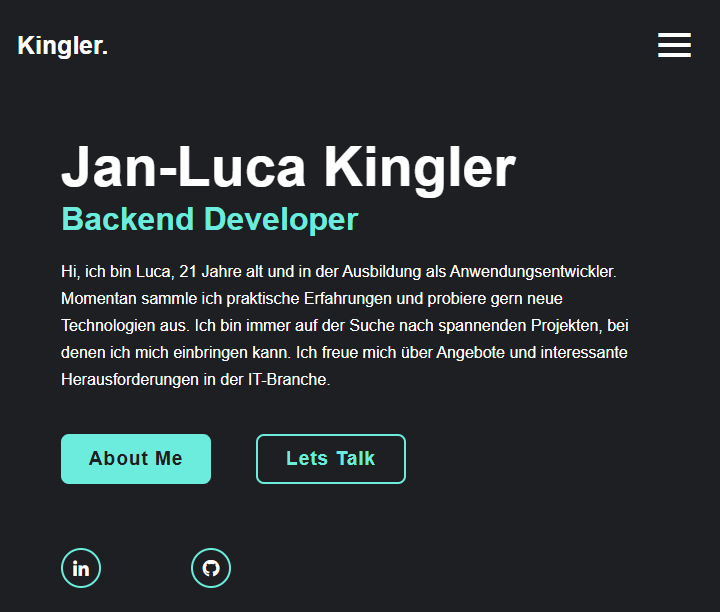 Kingler.
Jan-Luca Kingler
Backend Developer
Hi, ich bin Luca, 21 Jahre alt und in der Ausbildung als Anwendungsentwickler.
Momentan sammle ich praktische Erfahrungen und probiere gern neue
Technologien aus. Ich bin immer auf der Suche nach spannenden Projekten, bei
denen ich mich einbringen kann. Ich freue mich über Angebote und interessante
Herausforderungen in der IT-Branche.
About Me
Lets Talk
in